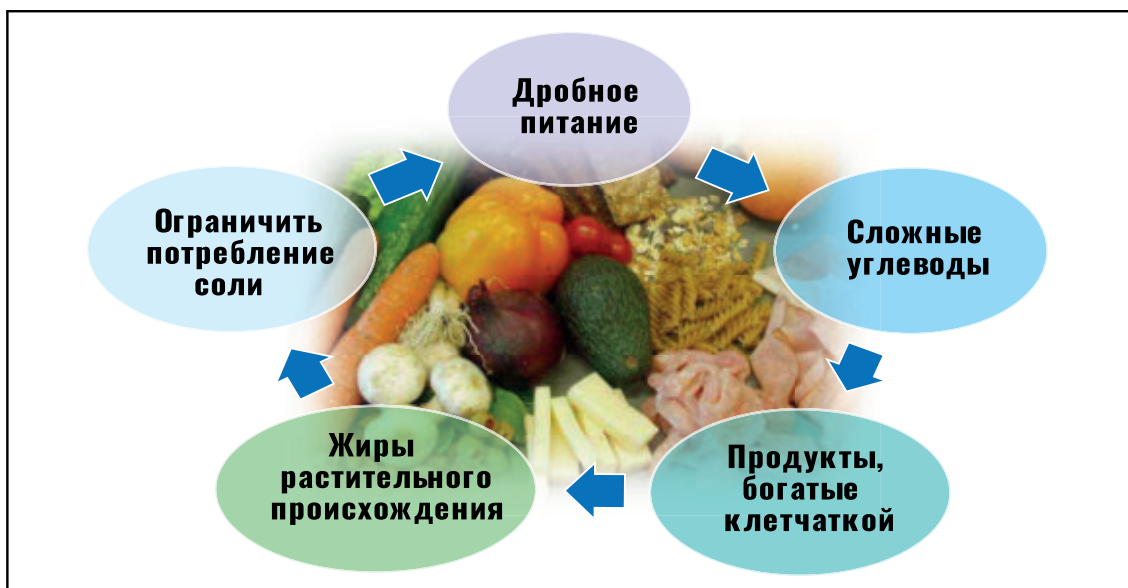 Дробное
питание
Сложные
углеводы
Продукты,
богатые
клетчаткой
Жиры
растительного
происхождения
Ограничить
потребление
соли